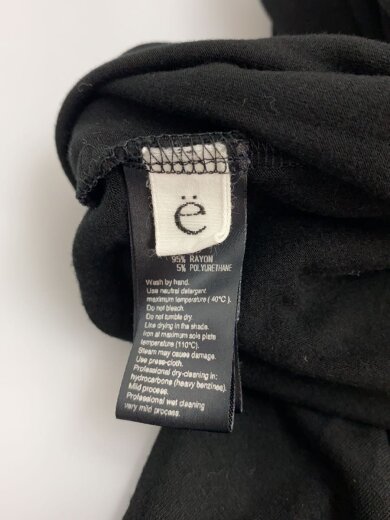 ë
95% RAYON
5% POLYURETHANE
Wash by hand.
Use neutral detergent.
maximum temperature ( 40°C ).
Do not bleach.
Do not tumble dry.
Line drying in the shade.
Iron at maximum sole plate
temperature (110°C).
Steam may cause damage.
Use press-cloth.
Professional dry-cleaning in:
hydrocarbons (heavy benzines).
Mild process.
Professional wet cleaning
very mild process.